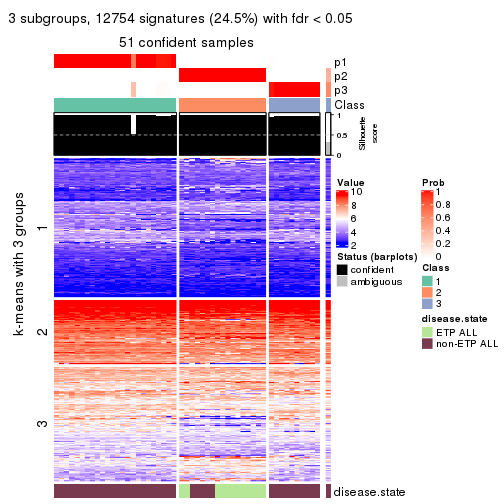 3 subgroups, 12754 signatures (24.5%) with fdr < 0.05
51 confident samples
p1
p2
p3
Class
1
0.5
0
Silhouette
score
k-means with 3 groups
1
2
3
Value
10
8
6
4
2
Status (barplots)
confident
ambiguous
Prob
1
0.8
0.6
0.4
0.2
0
Class
1
2
3
disease.state
ETP ALL
non-ETP ALL
disease.state